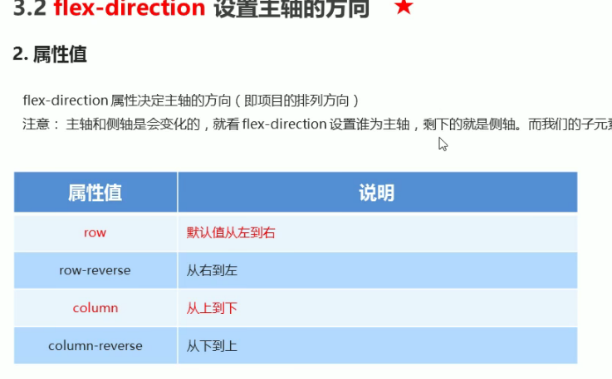 3.2 flex-direction 设置主轴的方向 ★
2. 属性值
flex-direction 属性决定主轴的方向（即项目的排列方向）
注意： 主轴和侧轴是会变化的，就看 flex-direction 设置谁为主轴，剩下的就是侧轴。而我们的子元
属性值 说明
row 默认值从左到右
row-reverse 从右到左
column 从上到下
column-reverse 从下到上